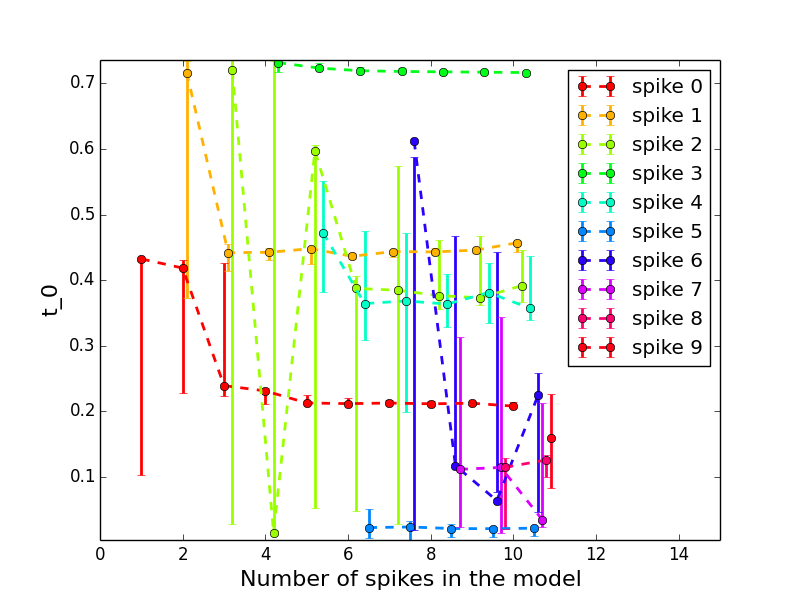 0.7
0.6
0.5
0.4
0.3
0.2
0.1
t_0
spike 0
spike 1
spike 2
spike 3
spike 4
spike 5
spike 6
spike 7
spike 8
spike 9
0 2 4 6 8 10 12 14
Number of spikes in the model